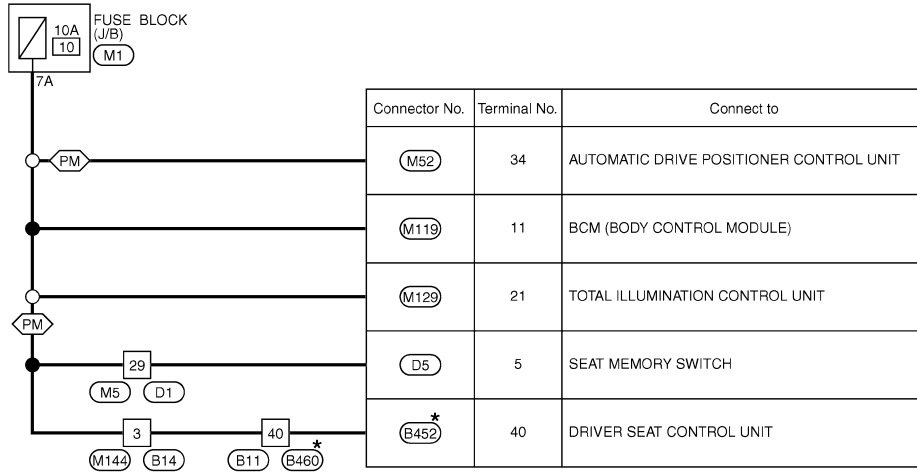 10A
10
FUSE BLOCK
(J/B)
M1
7A
Connector No. Terminal No. Connect to
PM M52 34 AUTOMATIC DRIVE POSITIONER CONTROL UNIT
M119 11 BCM (BODY CONTROL MODULE)
M129 21 TOTAL ILLUMINATION CONTROL UNIT
PM
29 D5 5 SEAT MEMORY SWITCH
M5 D1
*
3 40 B452 40 DRIVER SEAT CONTROL UNIT
*
M144 B14 B11 B460